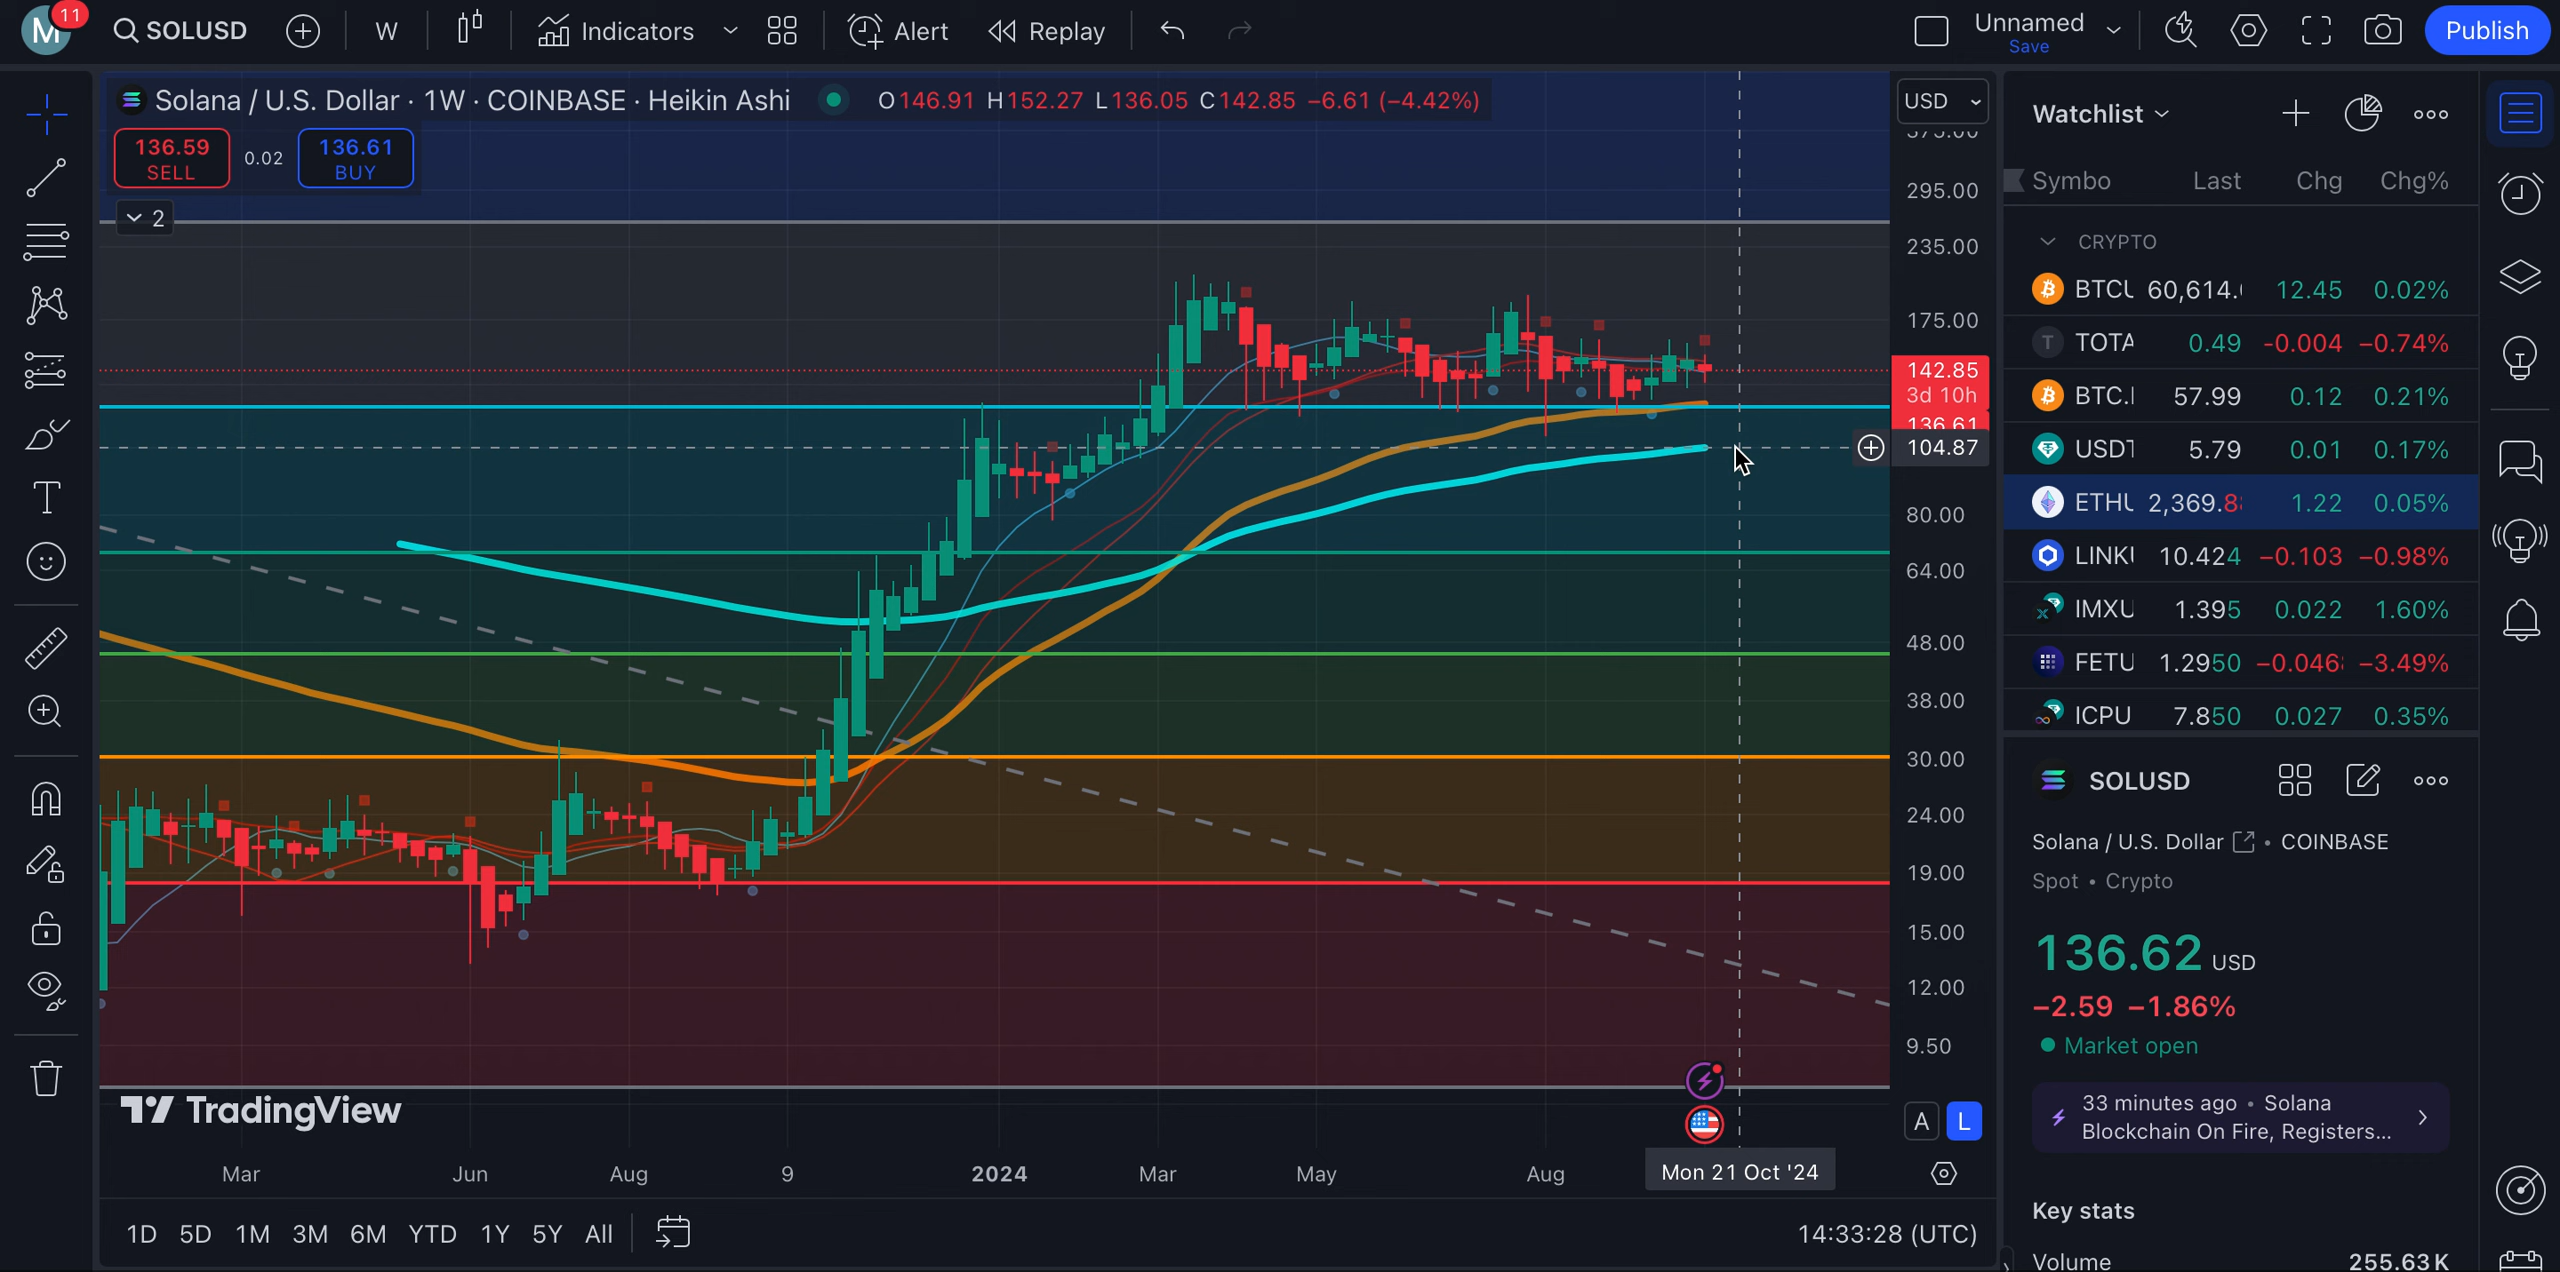 M 11 SOLUSD W Indicators Alert Replay Unnamed Save Publish
Solana / U.S. Dollar · 1W · COINBASE · Heikin Ashi O146.91 H152.27 L136.05 C142.85 −6.61 (−4.42%)
136.59 SELL 0.02 136.61 BUY
2
USD
375.00
295.00
235.00
175.00
142.85
3d 10h
136.61
104.87
80.00
64.00
48.00
38.00
30.00
24.00
19.00
15.00
12.00
9.50
A L
TradingView
Mar Jun Aug 9 2024 Mar May Aug Mon 21 Oct '24
1D 5D 1M 3M 6M YTD 1Y 5Y All 14:33:28 (UTC)
Watchlist
Symbo Last Chg Chg%
CRYPTO
BTCU 60,614. 12.45 0.02%
T TOTA 0.49 -0.004 −0.74%
BTC. 57.99 0.12 0.21%
USDT 5.79 0.01 0.17%
ETHU 2,369.8 1.22 0.05%
LINKU 10.424 −0.103 −0.98%
IMXU 1.395 0.022 1.60%
FETU 1.2950 −0.046 −3.49%
ICPU 7.850 0.027 0.35%
SOLUSD
Solana / U.S. Dollar • COINBASE
Spot • Crypto
136.62 USD
−2.59 −1.86%
Market open
33 minutes ago • Solana
Blockchain On Fire, Registers...
Key stats
Volume 255.63K